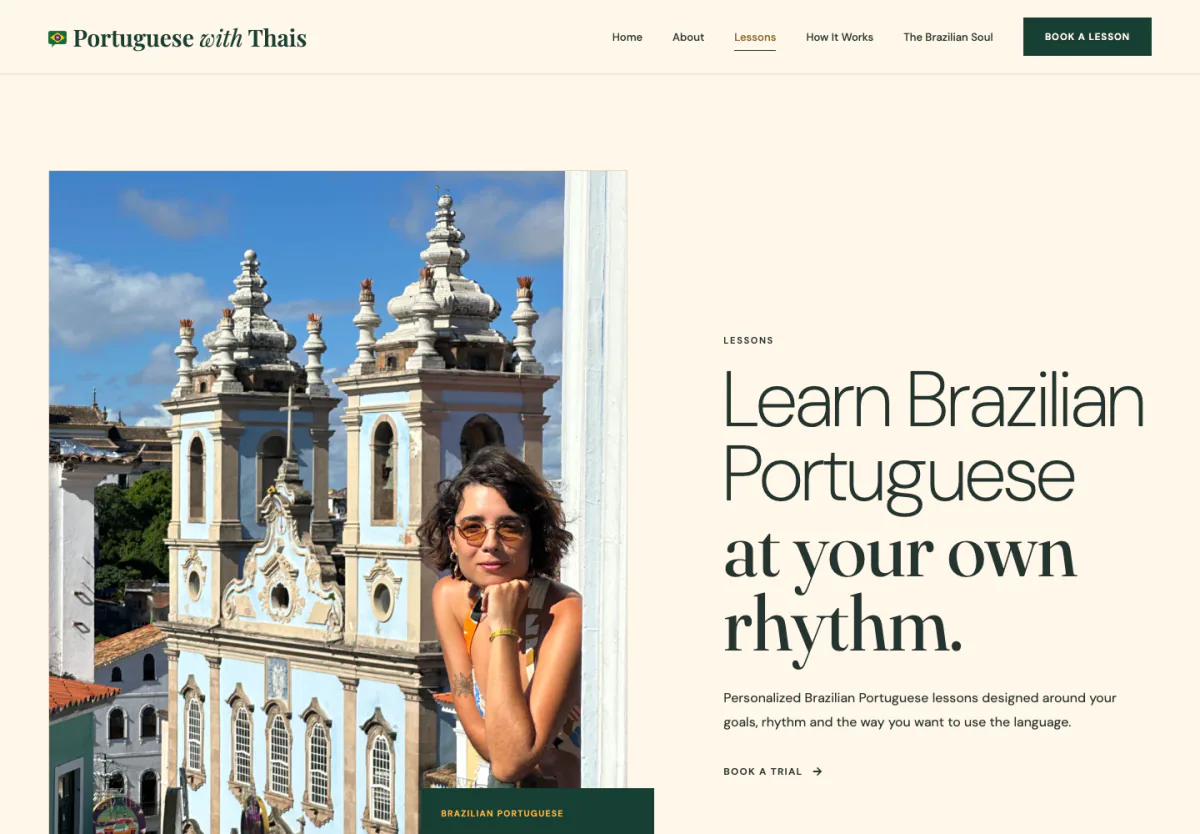 Portuguese with Thais
Home
About
Lessons
How It Works
The Brazilian Soul
BOOK A LESSON
LESSONS
Learn Brazilian
Portuguese
at your own
rhythm.
Personalized Brazilian Portuguese lessons designed around your
goals, rhythm and the way you want to use the language.
BOOK A TRIAL →
BRAZILIAN PORTUGUESE